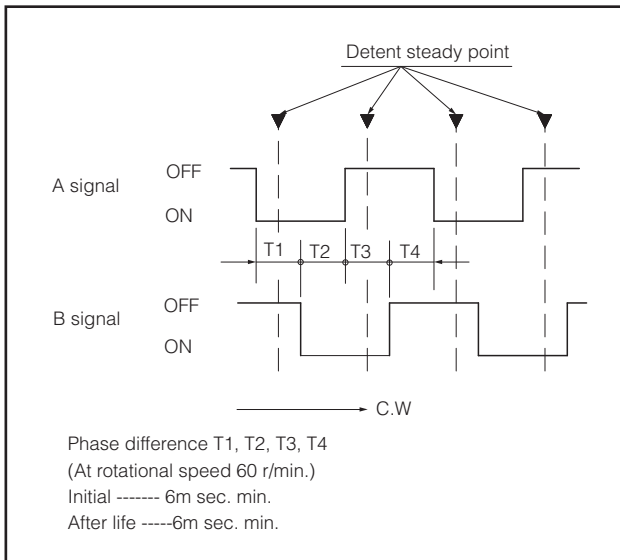 Detent steady point
OFF
A signal
ON
T1 T2 T3 T4
OFF
B signal
ON
C.W
Phase difference T1, T2, T3, T4
(At rotational speed 60 r/min.)
Initial ------- 6m sec. min.
After life -----6m sec. min.